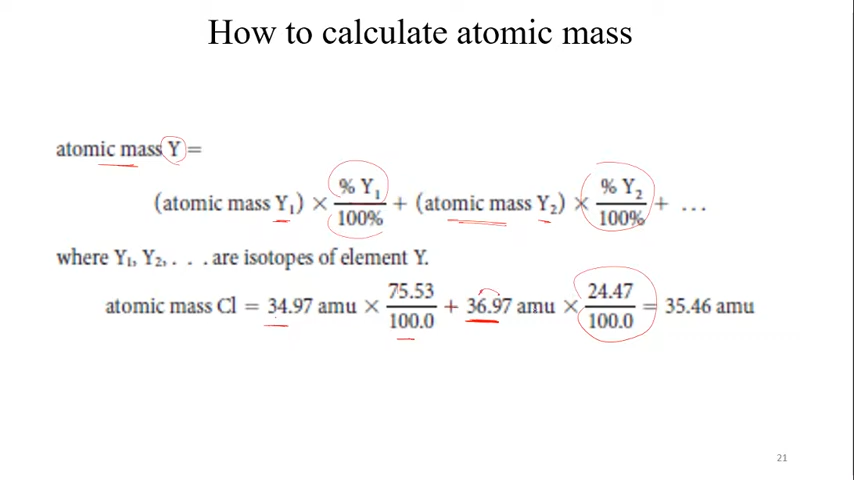 How to calculate atomic mass
atomic mass Y =
(atomic mass Y₁) × % Y₁/100% + (atomic mass Y₂) × % Y₂/100% + ...
where Y₁, Y₂, . . . are isotopes of element Y.
atomic mass Cl = 34.97 amu × 75.53/100.0 + 36.97 amu × 24.47/100.0 = 35.46 amu
21